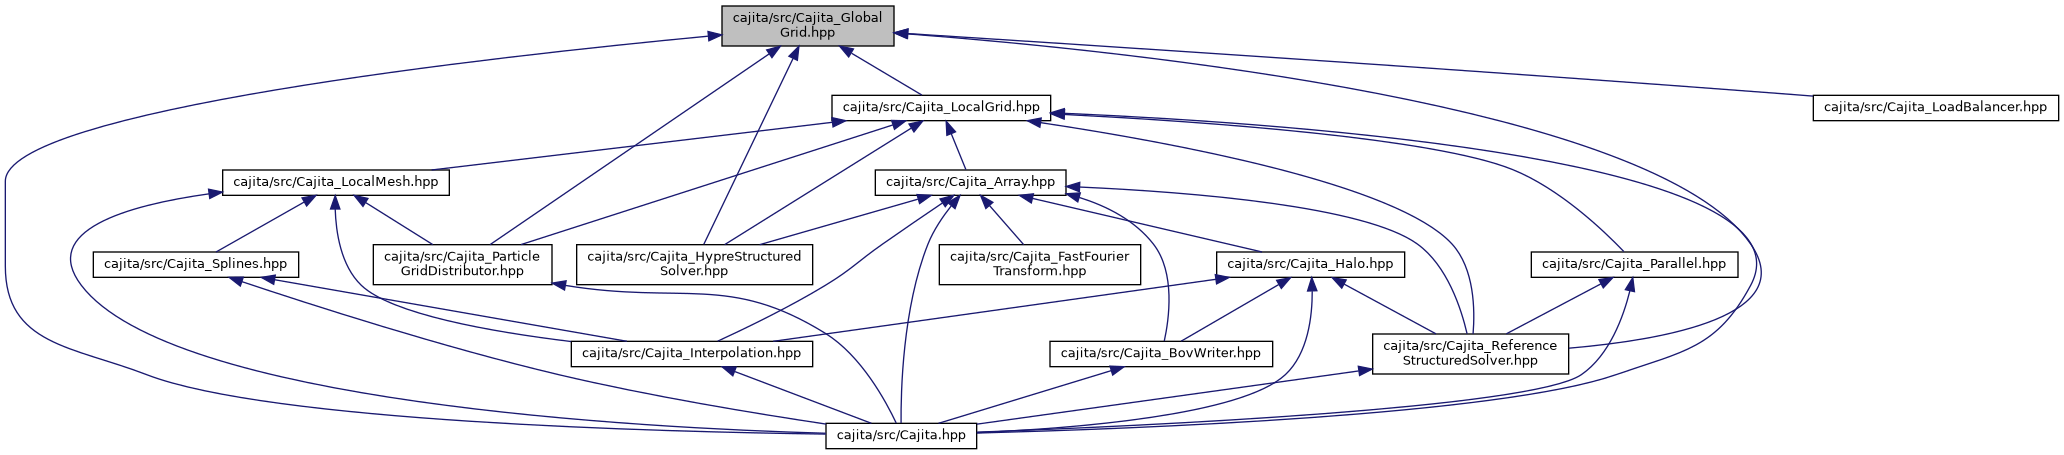 cajita/src/Cajita_Global
Grid.hpp
cajita/src/Cajita_LocalGrid.hpp
cajita/src/Cajita_LoadBalancer.hpp
cajita/src/Cajita_LocalMesh.hpp
cajita/src/Cajita_Array.hpp
cajita/src/Cajita_Splines.hpp
cajita/src/Cajita_Particle
GridDistributor.hpp
cajita/src/Cajita_HypreStructured
Solver.hpp
cajita/src/Cajita_FastFourier
Transform.hpp
cajita/src/Cajita_Halo.hpp
cajita/src/Cajita_Parallel.hpp
cajita/src/Cajita_Interpolation.hpp
cajita/src/Cajita_BovWriter.hpp
cajita/src/Cajita_Reference
StructuredSolver.hpp
cajita/src/Cajita.hpp